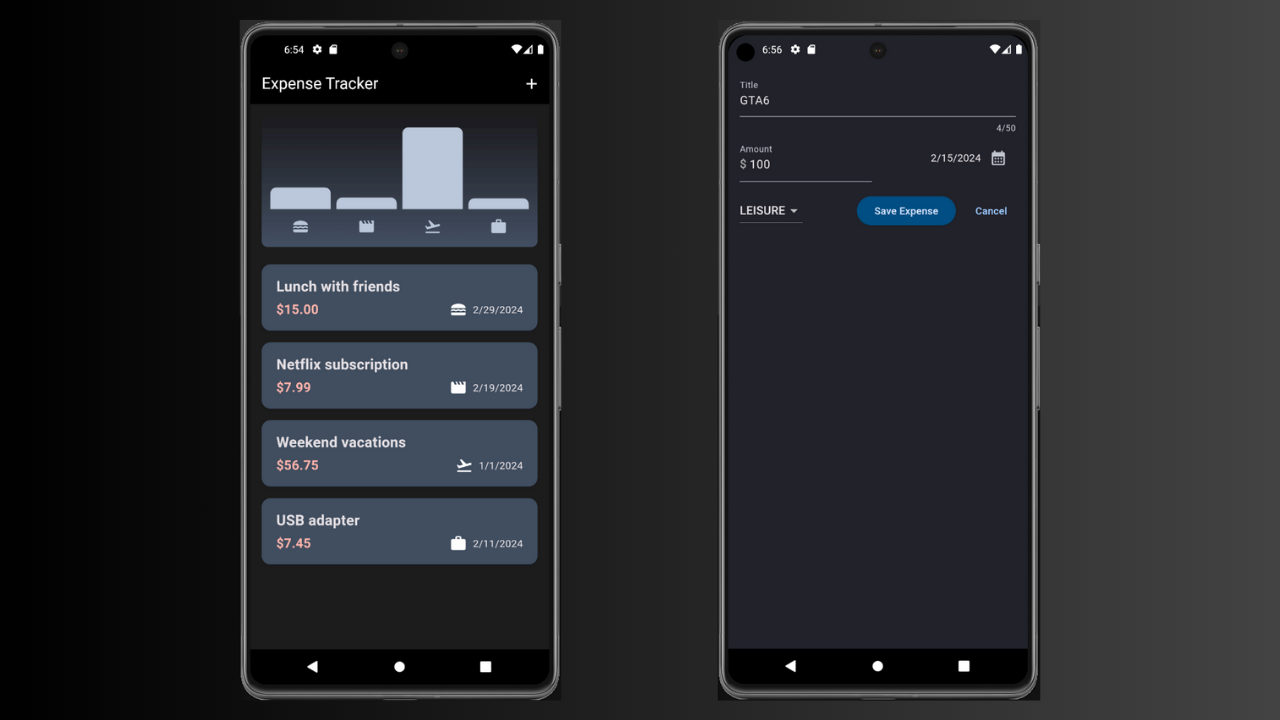 6:54
Expense Tracker
+
Lunch with friends
$15.00
2/29/2024
Netflix subscription
$7.99
2/19/2024
Weekend vacations
$56.75
1/1/2024
USB adapter
$7.45
2/11/2024
6:56
Title
GTA6
4/50
Amount
$ 100
2/15/2024
LEISURE
Save Expense
Cancel